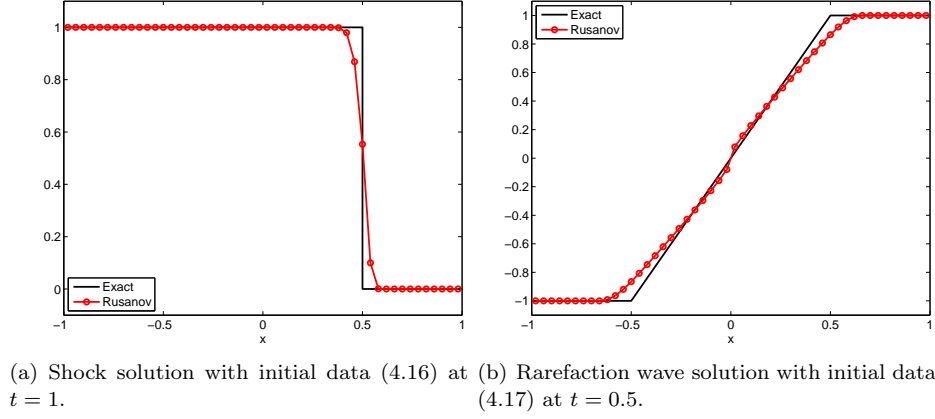 Exact
Rusanov
1
0.8
0.6
0.4
0.2
0
−1
−0.5
0
0.5
1
x
Exact
Rusanov
1
0.8
0.6
0.4
0.2
0
−0.2
−0.4
−0.6
−0.8
−1
−1
−0.5
0
0.5
1
x
(a) Shock solution with initial data (4.16) at
t = 1.
(b) Rarefaction wave solution with initial data
(4.17) at t = 0.5.